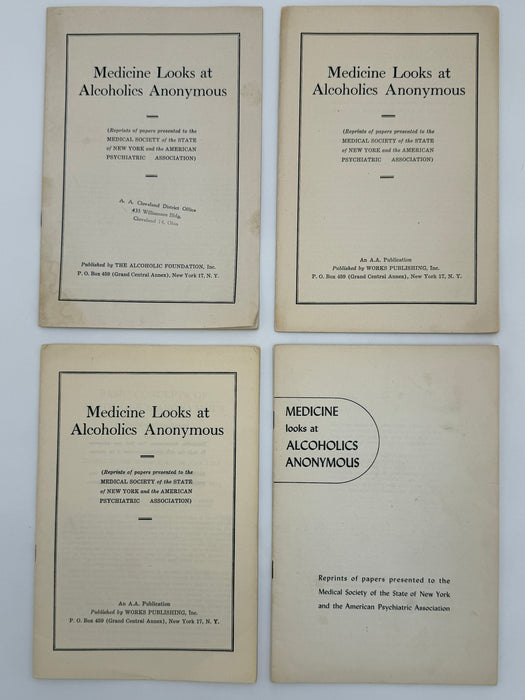 Medicine Looks at
Alcoholics Anonymous
(Reprints of papers presented to the
MEDICAL SOCIETY of the STATE
of NEW YORK and the AMERICAN
PSYCHIATRIC ASSOCIATION)
A. A. Cleveland District Office
435 Williamson Bldg.
Cleveland 14, Ohio
Published by THE ALCOHOLIC FOUNDATION, Inc.
P. O. Box 459 (Grand Central Annex), New York 17, N. Y.
Medicine Looks at
Alcoholics Anonymous
(Reprints of papers presented to the
MEDICAL SOCIETY of the STATE
of NEW YORK and the AMERICAN
PSYCHIATRIC ASSOCIATION)
An A.A. Publication
Published by WORKS PUBLISHING, Inc.
P. O. Box 459 (Grand Central Annex), New York 17, N. Y.
Medicine Looks at
Alcoholics Anonymous
(Reprints of papers presented to the
MEDICAL SOCIETY of the STATE
of NEW YORK and the AMERICAN
PSYCHIATRIC ASSOCIATION)
An A.A. Publication
Published by WORKS PUBLISHING, Inc.
P. O. Box 459 (Grand Central Annex), New York 17, N. Y.
MEDICINE
looks at
ALCOHOLICS
ANONYMOUS
Reprints of papers presented to the
Medical Society of the State of New York
and the American Psychiatric Association